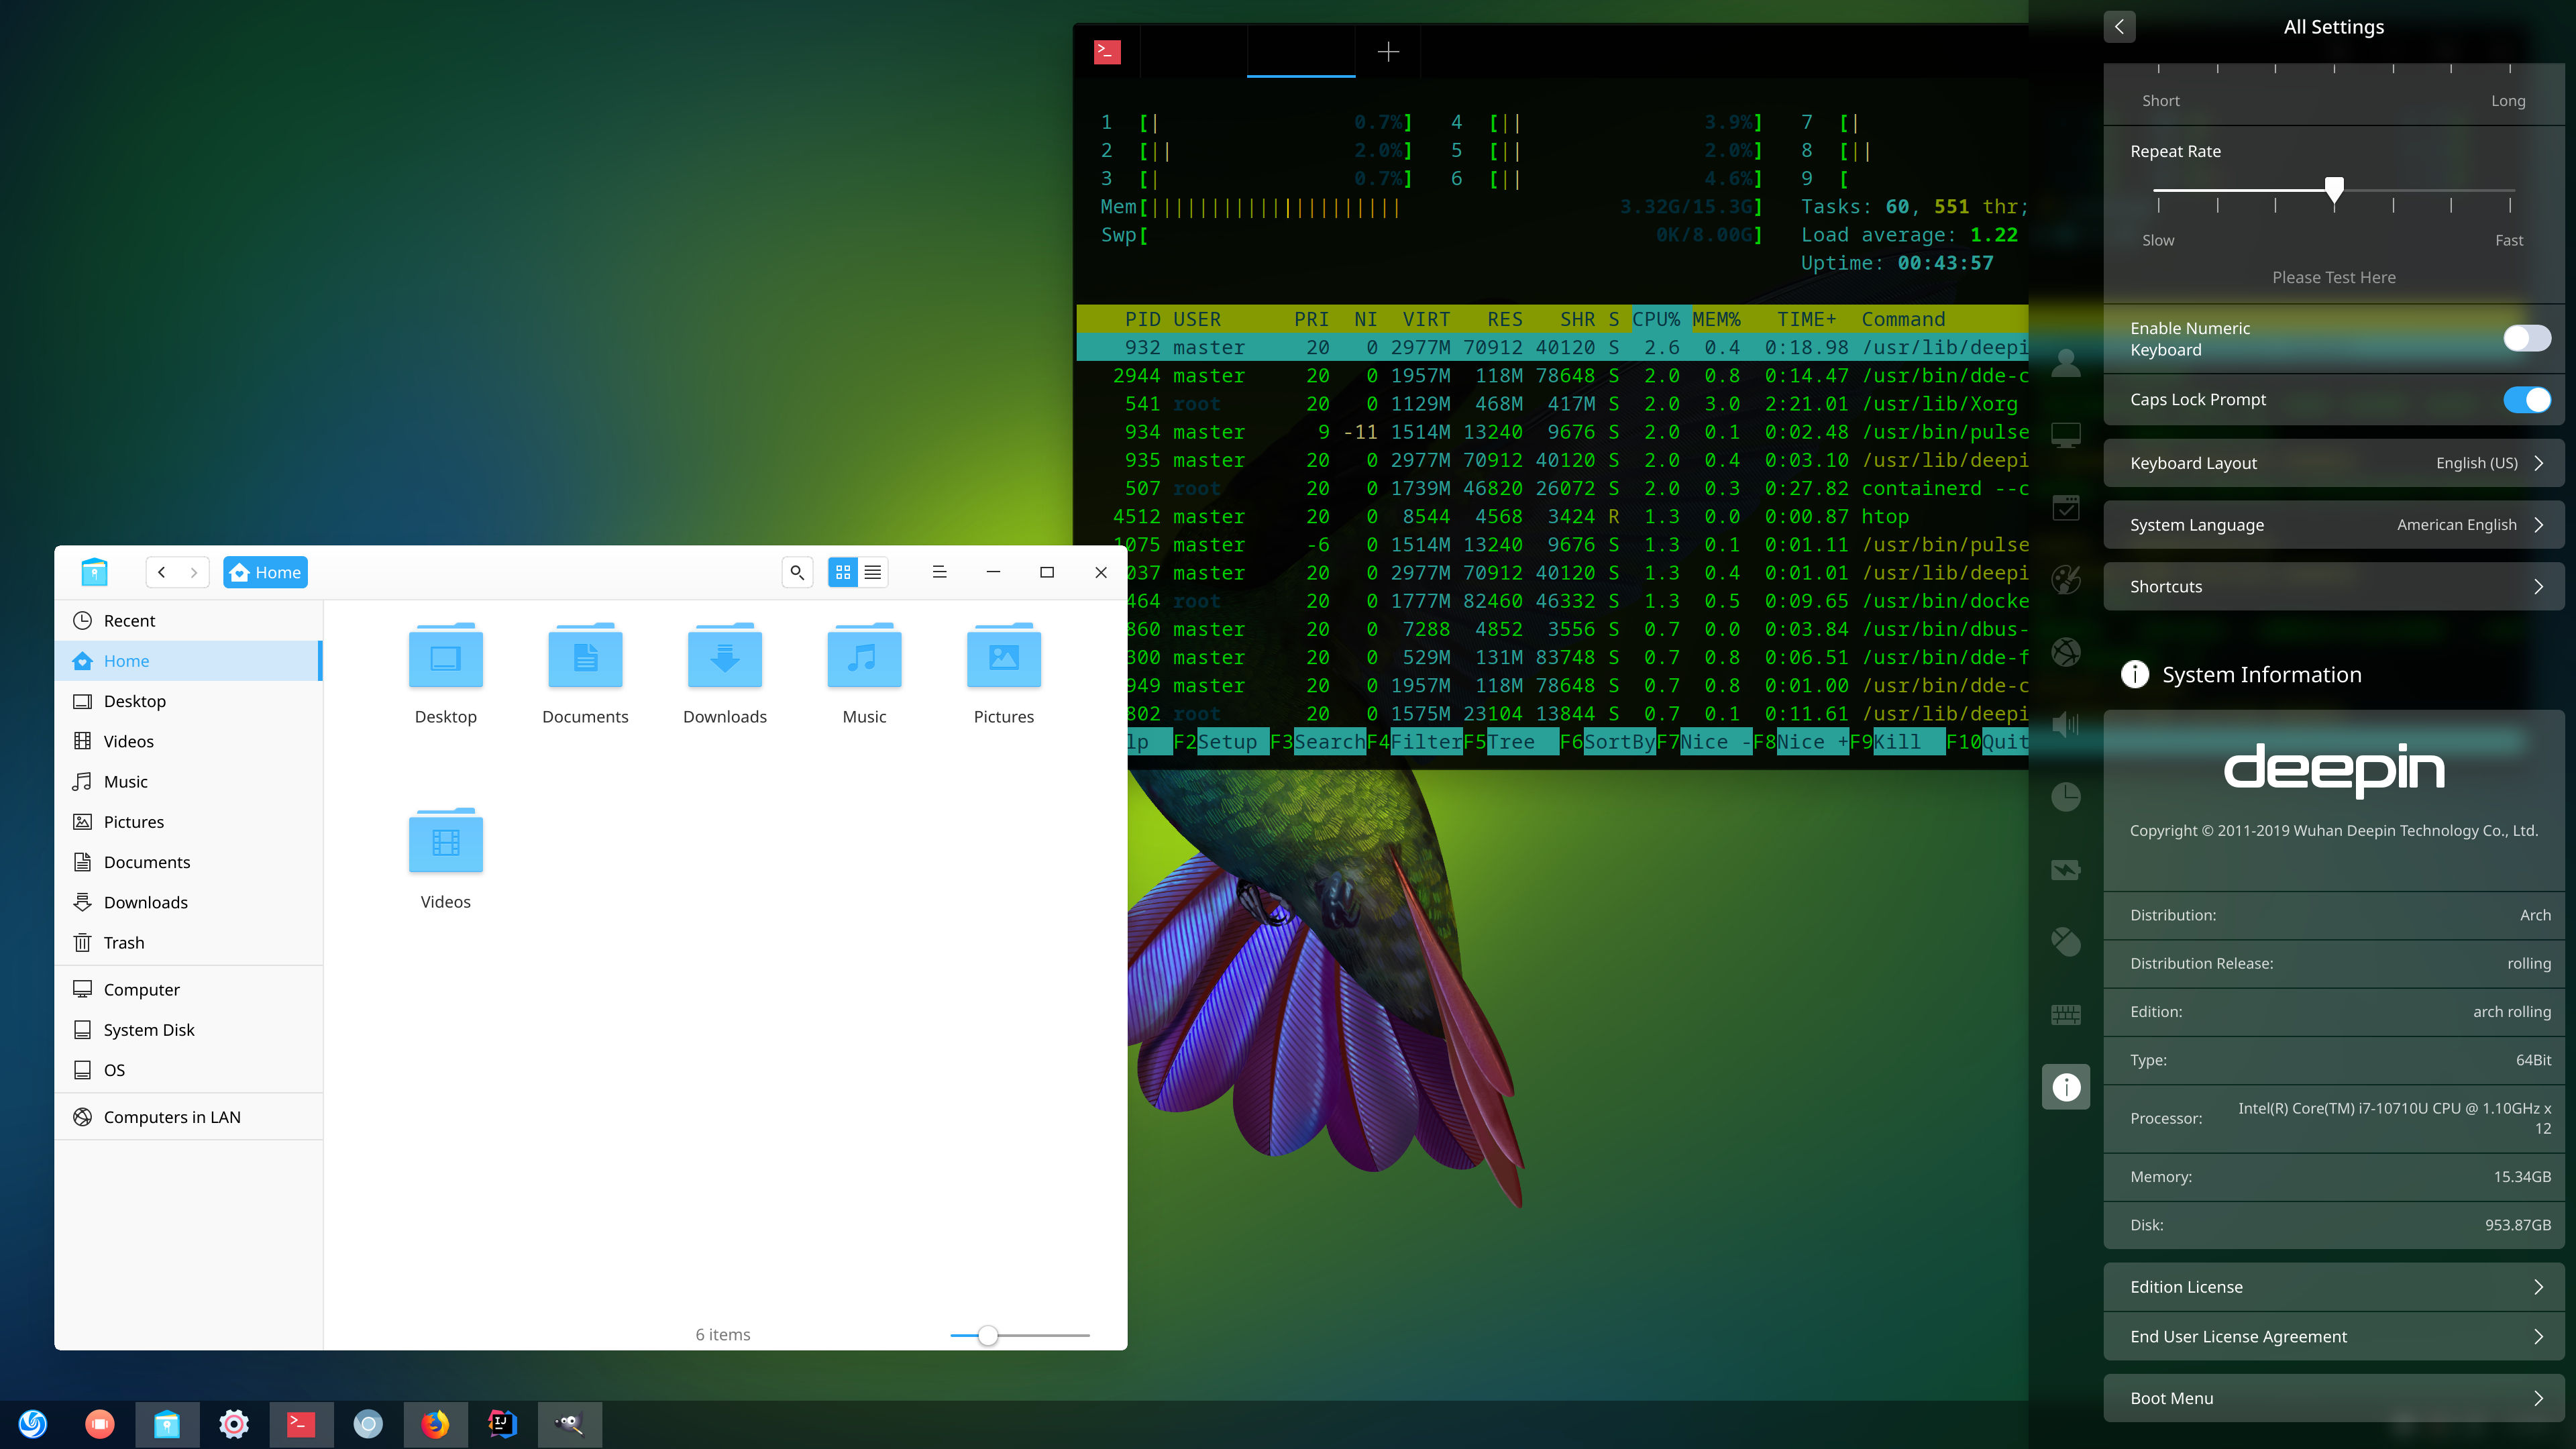 Home
Recent
Home
Desktop
Videos
Music
Pictures
Documents
Downloads
Trash
Computer
System Disk
OS
Computers in LAN
Desktop
Documents
Downloads
Music
Pictures
Videos
6 items
>_
1 [| 0.7%] 4 [|| 3.9%] 7 [|
2 [|| 2.0%] 5 [|| 2.0%] 8 [||
3 [| 0.7%] 6 [|| 4.6%] 9 [
Mem[||||||||||||||||||||| 3.32G/15.3G] Tasks: 60, 551 thr;
Swp[ 0K/8.00G] Load average: 1.22
Uptime: 00:43:57
PID USER PRI NI VIRT RES SHR S CPU% MEM% TIME+ Command
932 master 20 0 2977M 70912 40120 S 2.6 0.4 0:18.98 /usr/lib/deepi
2944 master 20 0 1957M 118M 78648 S 2.0 0.8 0:14.47 /usr/bin/dde-c
541 root 20 0 1129M 468M 417M S 2.0 3.0 2:21.01 /usr/lib/Xorg
934 master 9 -11 1514M 13240 9676 S 2.0 0.1 0:02.48 /usr/bin/pulse
935 master 20 0 2977M 70912 40120 S 2.0 0.4 0:03.10 /usr/lib/deepi
507 root 20 0 1739M 46820 26072 S 2.0 0.3 0:27.82 containerd --c
4512 master 20 0 8544 4568 3424 R 1.3 0.0 0:00.87 htop
1075 master -6 0 1514M 13240 9676 S 1.3 0.1 0:01.11 /usr/bin/pulse
037 master 20 0 2977M 70912 40120 S 1.3 0.4 0:01.01 /usr/lib/deepi
464 root 20 0 1777M 82460 46332 S 1.3 0.5 0:09.65 /usr/bin/docke
860 master 20 0 7288 4852 3556 S 0.7 0.0 0:03.84 /usr/bin/dbus-
300 master 20 0 529M 131M 83748 S 0.7 0.8 0:06.51 /usr/bin/dde-f
949 master 20 0 1957M 118M 78648 S 0.7 0.8 0:01.00 /usr/bin/dde-c
802 root 20 0 1575M 23104 13844 S 0.7 0.1 0:11.61 /usr/lib/deepi
lp F2Setup F3SearchF4FilterF5Tree F6SortByF7Nice -F8Nice +F9Kill F10Quit
All Settings
Short Long
Repeat Rate
Slow Fast
Please Test Here
Enable Numeric
Keyboard
Caps Lock Prompt
Keyboard Layout English (US)
System Language American English
Shortcuts
System Information
deepin
Copyright © 2011-2019 Wuhan Deepin Technology Co., Ltd.
Distribution: Arch
Distribution Release: rolling
Edition: arch rolling
Type: 64Bit
Processor: Intel(R) Core(TM) i7-10710U CPU @ 1.10GHz x
12
Memory: 15.34GB
Disk: 953.87GB
Edition License
End User License Agreement
Boot Menu
>_
IJ